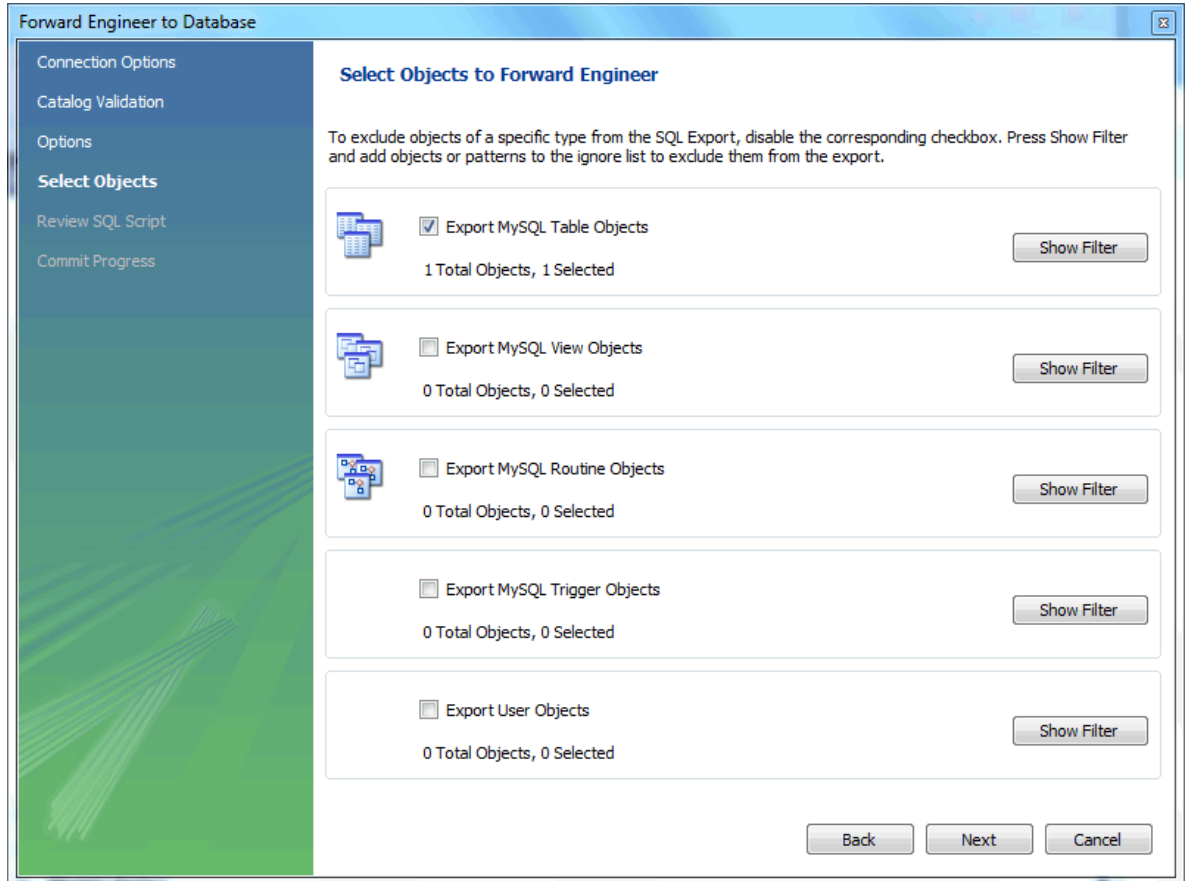 Forward Engineer to Database
Connection Options
Catalog Validation
Options
Select Objects
Review SQL Script
Commit Progress
Select Objects to Forward Engineer
To exclude objects of a specific type from the SQL Export, disable the corresponding checkbox. Press Show Filter
and add objects or patterns to the ignore list to exclude them from the export.
Export MySQL Table Objects
Show Filter
1 Total Objects, 1 Selected
Export MySQL View Objects
Show Filter
0 Total Objects, 0 Selected
Export MySQL Routine Objects
Show Filter
0 Total Objects, 0 Selected
Export MySQL Trigger Objects
Show Filter
0 Total Objects, 0 Selected
Export User Objects
Show Filter
0 Total Objects, 0 Selected
Back Next Cancel